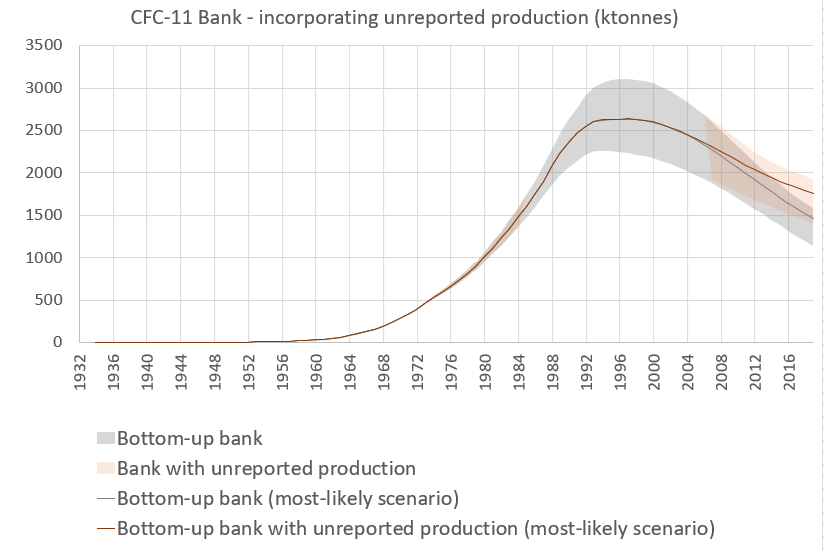 CFC-11 Bank - incorporating unreported production (ktonnes)
3500
3000
2500
2000
1500
1000
500
0
1932 1936 1940 1944 1948 1952 1956 1960 1964 1968 1972 1976 1980 1984 1988 1992 1996 2000 2004 2008 2012 2016
Bottom-up bank
Bank with unreported production
Bottom-up bank (most-likely scenario)
Bottom-up bank with unreported production (most-likely scenario)